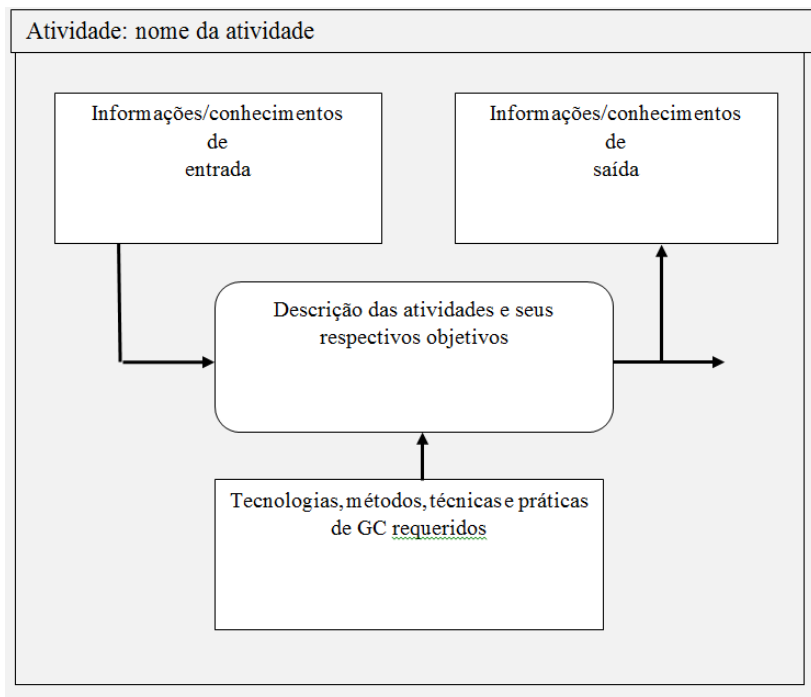 Atividade: nome da atividade
Informações/conhecimentos
de
entrada
Informações/conhecimentos
de
saída
Descrição das atividades e seus
respectivos objetivos
Tecnologias, métodos, técnicas e práticas
de GC requeridos